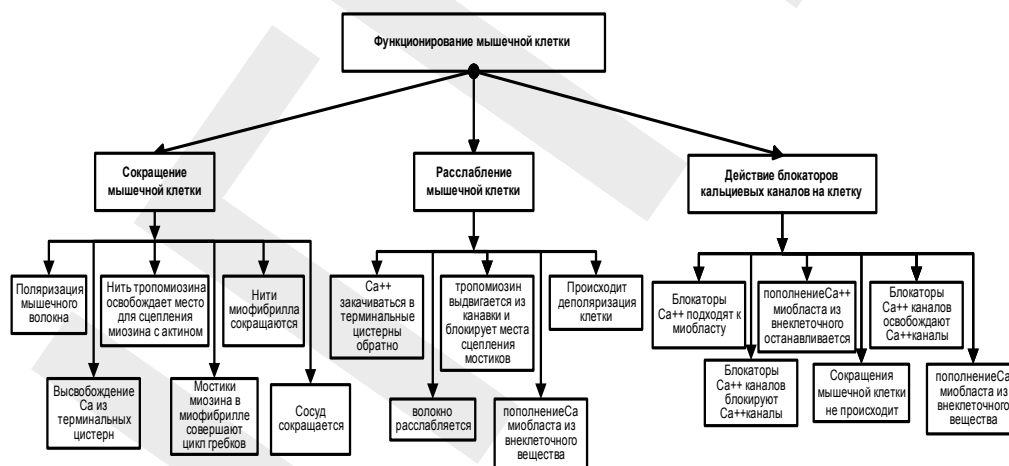 Функционирование мышечной клетки
Сокращение
мышечной клетки
Расслабление
мышечной клетки
Действие блокаторов
кальциевых каналов на клетку
Поляризация
мышечного
волокна
Высвобождение
Са из
терминальных
цистерн
Нить тропомиозина
освобождает место
для сцепления
миозина с актином
Мостики
миозина в
миофибрилле
совершают
цикл гребков
Нити
миофибрилла
сокращаются
Сосуд
сокращается
Са++
закачиваться в
терминальные
цистерны
обратно
волокно
расслабляется
тропомиозин
выдвигается из
канавки и
блокирует места
сцепления
мостиков
пополнениеСа
миобласта из
внеклеточного
вещества
Происходит
деполяризация
клетки
Блокаторы
Са++ подходят к
миобласту
Блокаторы
Са++ каналов
блокируют
Са++каналы
пополнениеСа++
миобласта из
внеклеточного
останавливается
Сокращения
мышечной клетки
не происходит
Блокаторы
Са++ каналов
освобождают
Са++каналы
пополнениеСа
миобласта из
внеклеточного
вещества